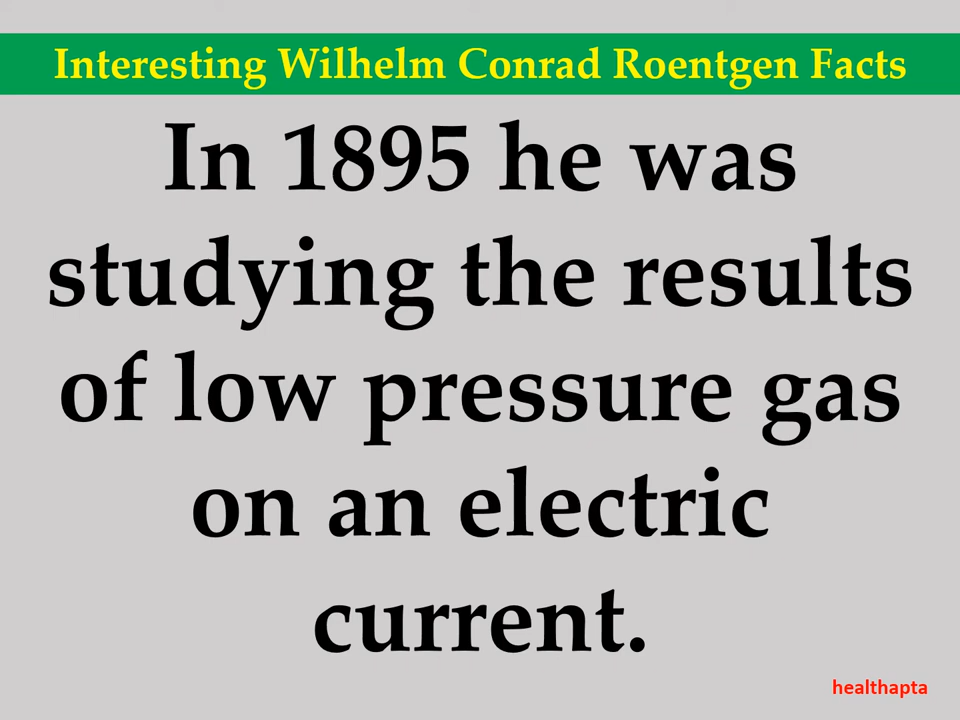 Interesting Wilhelm Conrad Roentgen Facts
In 1895 he was
studying the results
of low pressure gas
on an electric
current.
healthapta